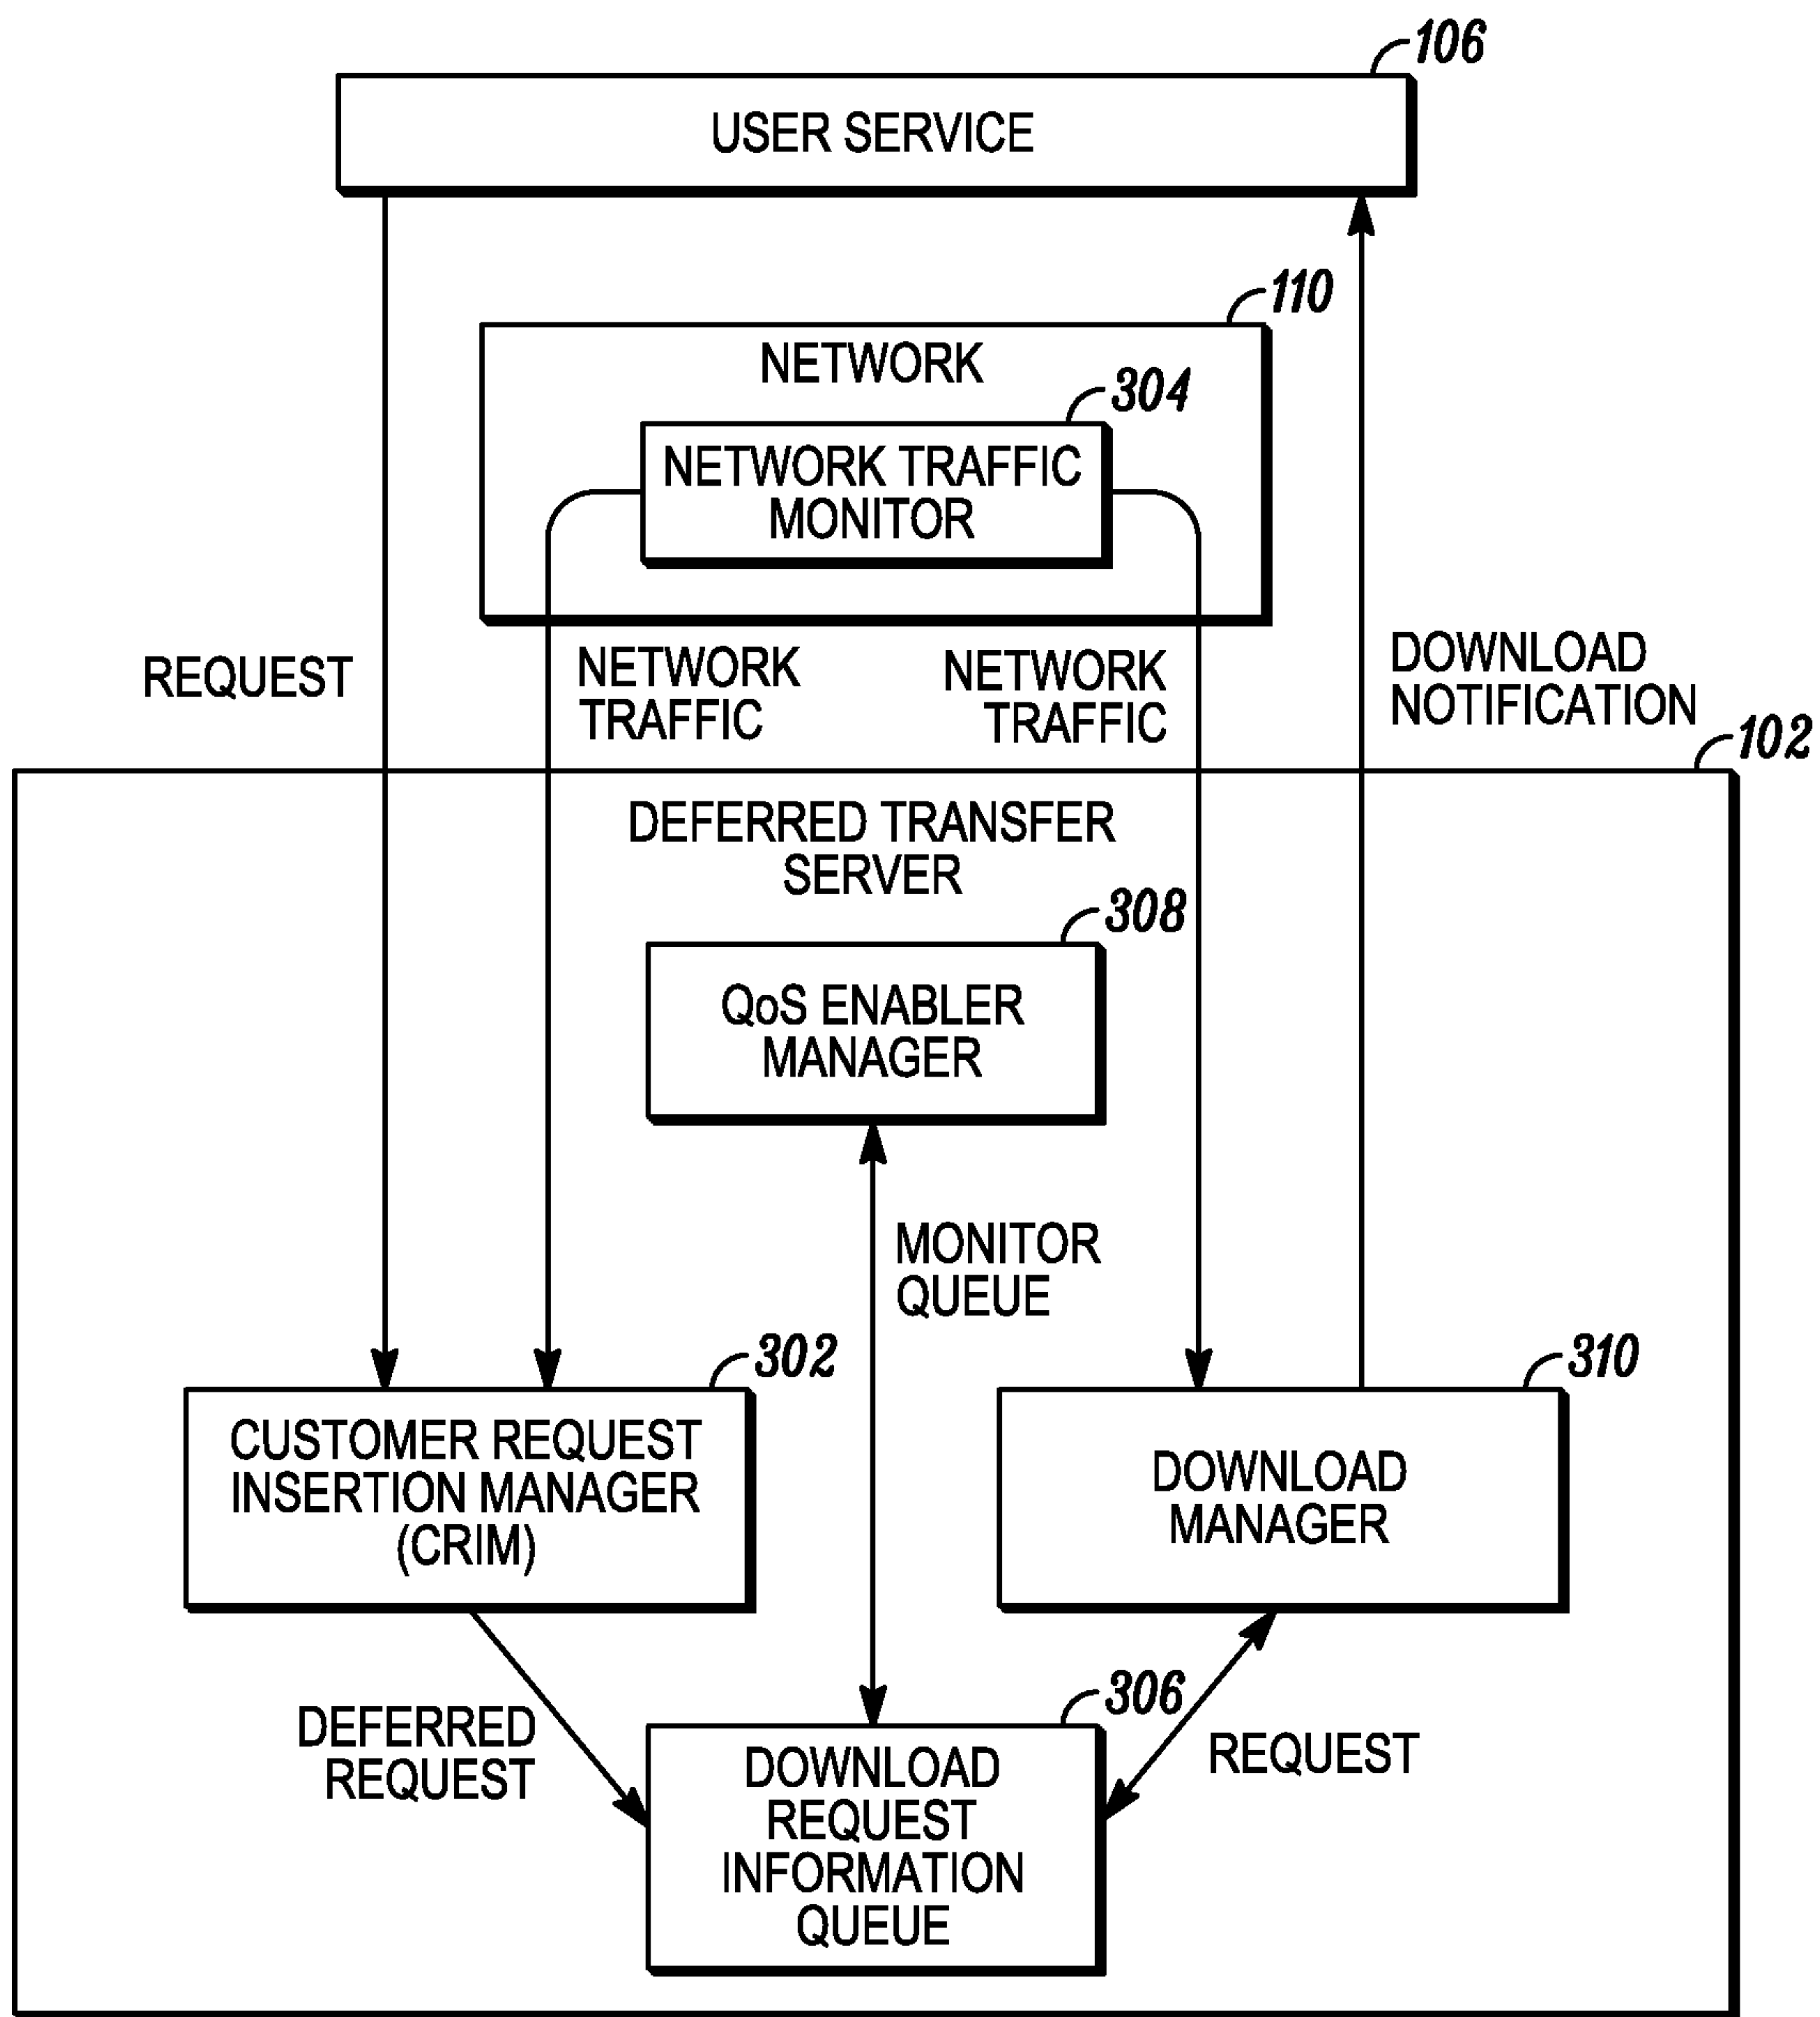 106
USER SERVICE
110
NETWORK
304
NETWORK TRAFFIC
MONITOR
REQUEST
NETWORK
TRAFFIC
NETWORK
TRAFFIC
DOWNLOAD
NOTIFICATION
102
DEFERRED TRANSFER
SERVER
308
QoS ENABLER
MANAGER
MONITOR
QUEUE
302
CUSTOMER REQUEST
INSERTION MANAGER
(CRIM)
310
DOWNLOAD
MANAGER
DEFERRED
REQUEST
306
DOWNLOAD
REQUEST
INFORMATION
QUEUE
REQUEST